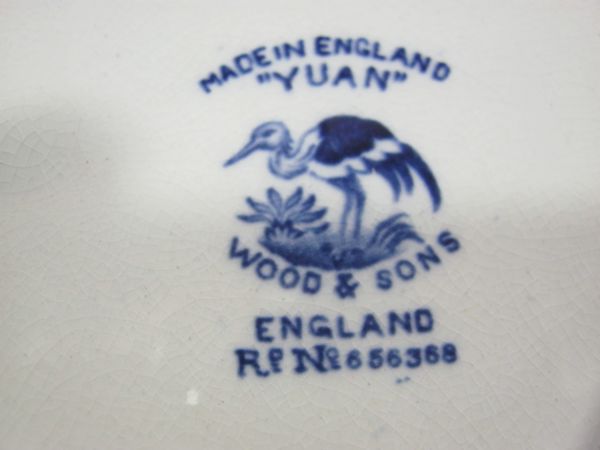 MADE IN ENGLAND
"YUAN"
WOOD & SONS
ENGLAND
Rᴰ Nº 656368